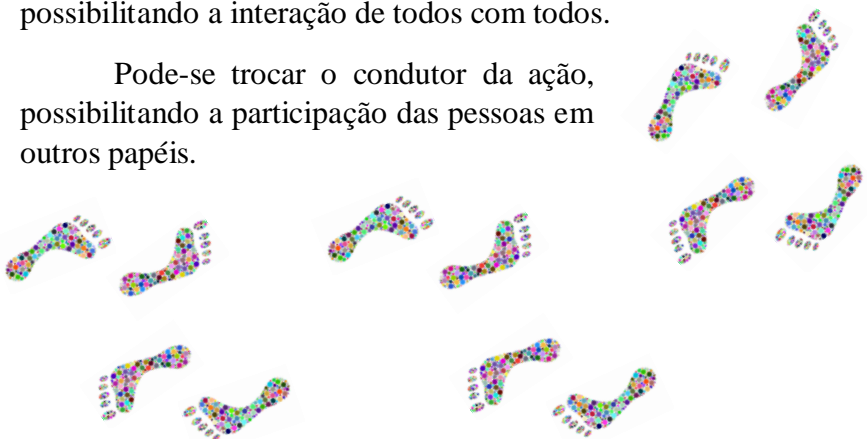 possibilitando a interação de todos com todos.
Pode-se trocar o condutor da ação,
possibilitando a participação das pessoas em
outros papéis.